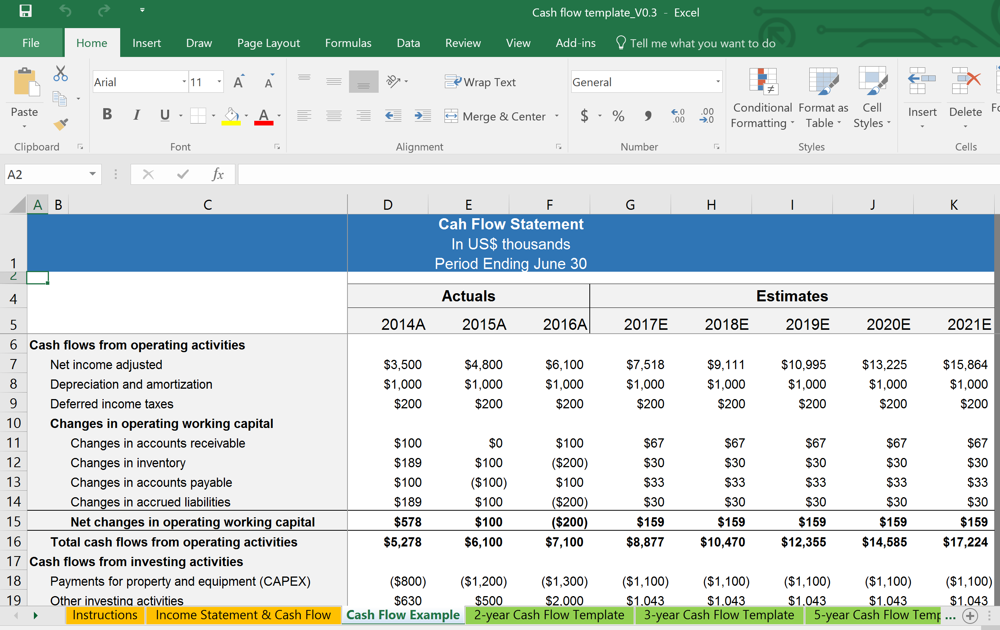 Cash flow template_V0.3 - Excel
File Home Insert Draw Page Layout Formulas Data Review View Add-ins Tell me what you want to do
Arial 11 A A Wrap Text General
Paste B I U A Merge & Center $ % , .0 .00 .00 .0 Conditional Formatting Format as Table Cell Styles Insert Delete
Clipboard Font Alignment Number Styles Cells
A2 fx
A B C D E F G H I J K
Cah Flow Statement
In US$ thousands
1 Period Ending June 30
2
4 Actuals Estimates
5 2014A 2015A 2016A 2017E 2018E 2019E 2020E 2021E
6 Cash flows from operating activities
7 Net income adjusted $3,500 $4,800 $6,100 $7,518 $9,111 $10,995 $13,225 $15,864
8 Depreciation and amortization $1,000 $1,000 $1,000 $1,000 $1,000 $1,000 $1,000 $1,000
9 Deferred income taxes $200 $200 $200 $200 $200 $200 $200 $200
10 Changes in operating working capital
11 Changes in accounts receivable $100 $0 $100 $67 $67 $67 $67 $67
12 Changes in inventory $189 $100 ($200) $30 $30 $30 $30 $30
13 Changes in accounts payable $100 ($100) $100 $33 $33 $33 $33 $33
14 Changes in accrued liabilities $189 $100 ($200) $30 $30 $30 $30 $30
15 Net changes in operating working capital $578 $100 ($200) $159 $159 $159 $159 $159
16 Total cash flows from operating activities $5,278 $6,100 $7,100 $8,877 $10,470 $12,355 $14,585 $17,224
17 Cash flows from investing activities
18 Payments for property and equipment (CAPEX) ($800) ($1,200) ($1,300) ($1,100) ($1,100) ($1,100) ($1,100) ($1,100)
19 Other investing activities $630 $500 $2,000 $1,043 $1,043 $1,043 $1,043 $1,043
Instructions Income Statement & Cash Flow Cash Flow Example 2-year Cash Flow Template 3-year Cash Flow Template 5-year Cash Flow Temp ...